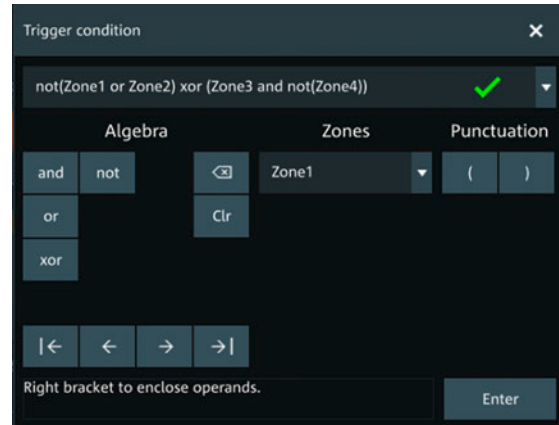 Trigger condition ×
not(Zone1 or Zone2) xor (Zone3 and not(Zone4))
Algebra Zones Punctuation
and not Zone1 ( )
or Clr
xor
|← ← → →|
Right bracket to enclose operands.
Enter